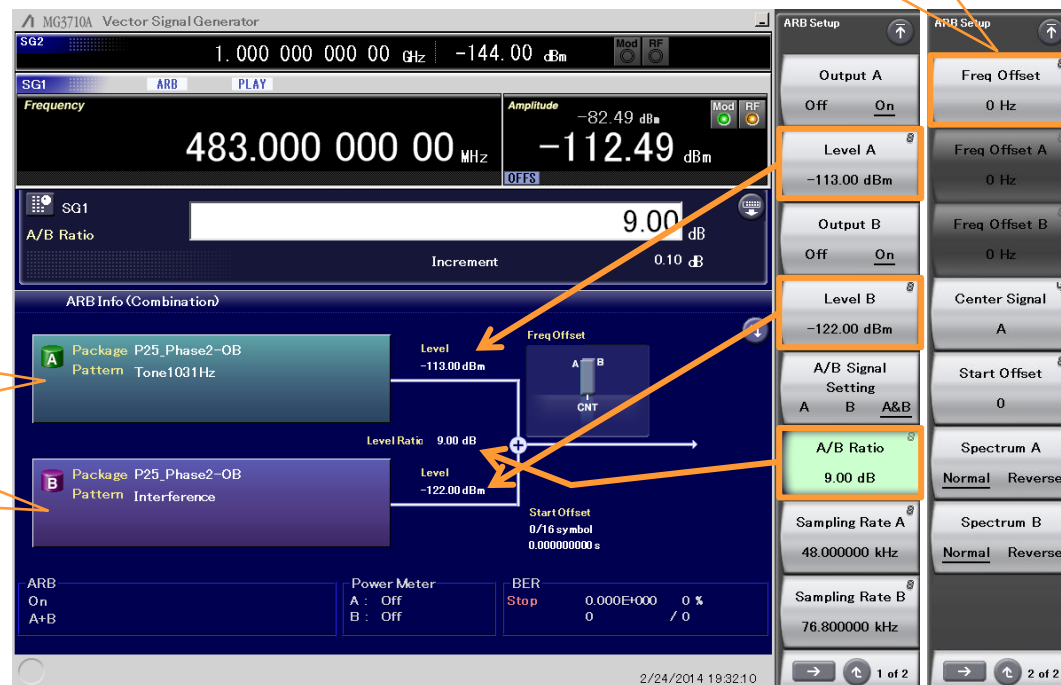 MG3710A Vector Signal Generator
SG2
1.000 000 000 00 GHz -144.00 dBm
Mod RF
SG1 ARB PLAY
Frequency
483.000 000 00 MHz
Amplitude
-82.49 dBm
Mod RF
-112.49 dBm
OFFS
SG1
A/B Ratio
9.00 dB
Increment 0.10 dB
ARB Info (Combination)
A Package P25_Phase2-OB
Pattern Tone1031Hz
Level
-113.00 dBm
Freq Offset
A B
CNT
Level Ratio 9.00 dB
B Package P25_Phase2-OB
Pattern Interference
Level
-122.00 dBm
Start Offset
0/16 symbol
0.000000000 s
ARB
On
A+B
Power Meter
A : Off
B : Off
BER
Stop 0.000E+000 0 %
0 / 0
2/24/2014 19:32:10
ARB Setup
Output A
Off On
Level A
-113.00 dBm
Output B
Off On
Level B
-122.00 dBm
A/B Signal
Setting
A B A&B
A/B Ratio
9.00 dB
Sampling Rate A
48.000000 kHz
Sampling Rate B
76.800000 kHz
1 of 2
ARB Setup
Freq Offset
0 Hz
Freq Offset A
0 Hz
Freq Offset B
0 Hz
Center Signal
A
Start Offset
0
Spectrum A
Normal Reverse
Spectrum B
Normal Reverse
2 of 2